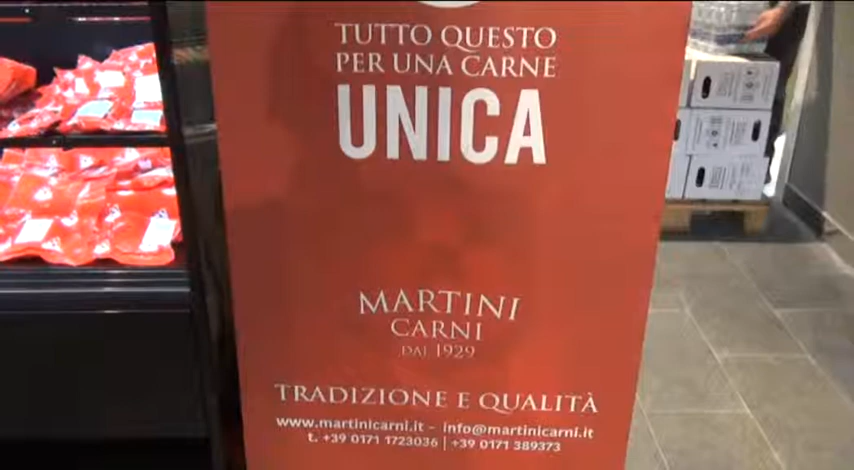 TUTTO QUESTO
PER UNA CARNE
UNICA
MARTINI
CARNI
DAL 1929
TRADIZIONE E QUALITÀ
www.martinicarni.it - info@martinicarni.it
t. +39 0171 1723036 | +39 0171 1889374